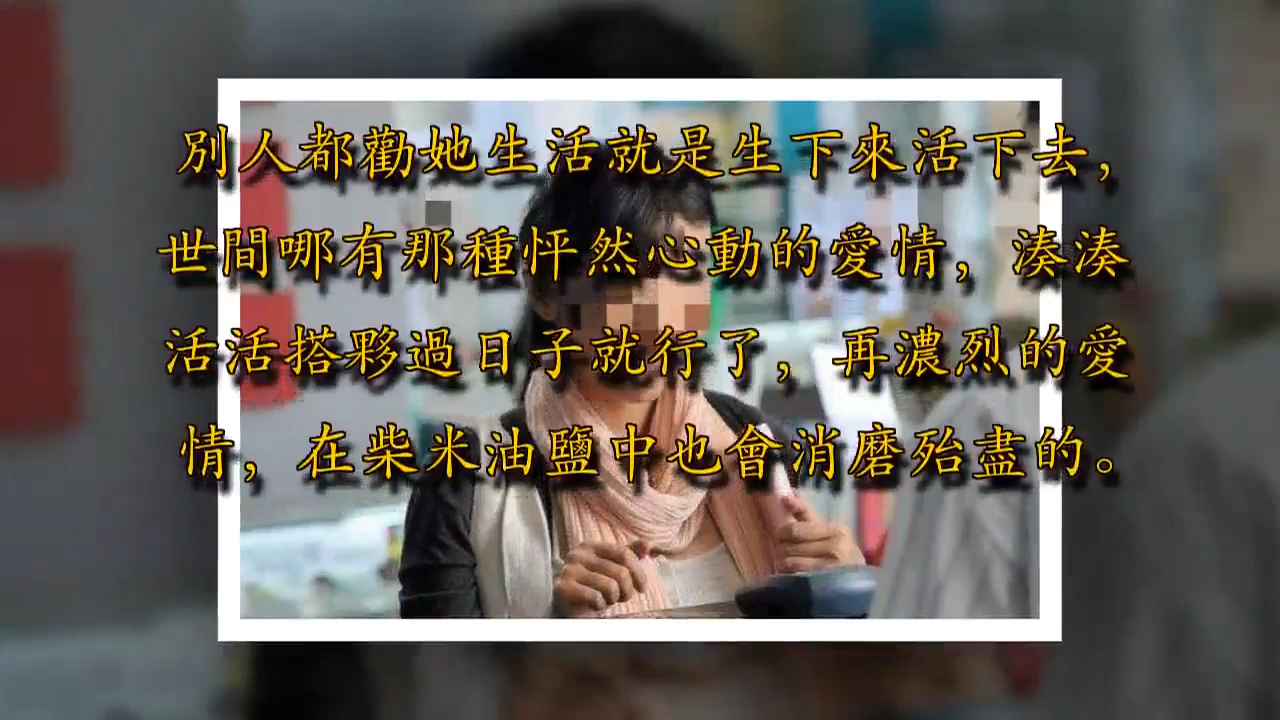 別人都勸她生活就是生下來活下去，
世間哪有那種怦然心動的愛情，湊湊
活活搭夥過日子就行了，再濃烈的愛
情，在柴米油鹽中也會消磨殆盡的。